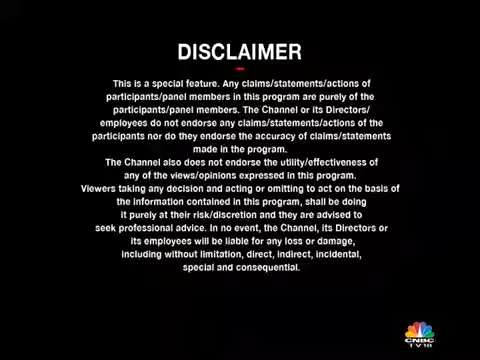 DISCLAIMER
This is a special feature. Any claims/statements/actions of
participants/panel members in this program are purely of the
participants/panel members. The Channel or its Directors/
employees do not endorse any claims/statements/actions of the
participants nor do they endorse the accuracy of claims/statements
made in the program.
The Channel also does not endorse the utility/effectiveness of
any of the views/opinions expressed in this program.
Viewers taking any decision and acting or omitting to act on the basis of
the information contained in this program, shall be doing
it purely at their risk/discretion and they are advised to
seek professional advice. In no event, the Channel, its Directors or
its employees will be liable for any loss or damage,
including without limitation, direct, indirect, incidental,
special and consequential.
CNBC
TV18